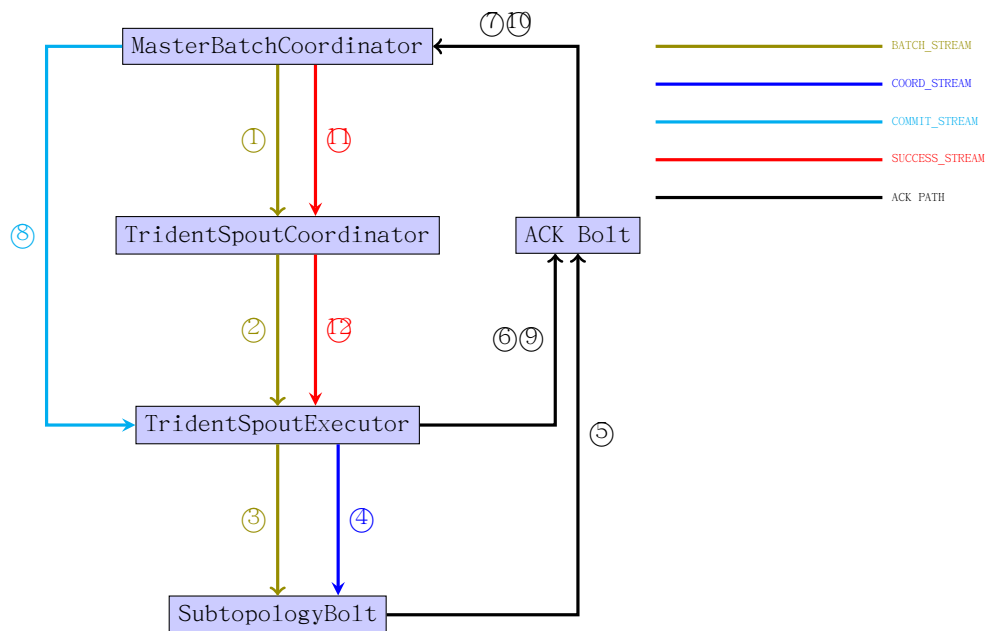 ⑦⑩
MasterBatchCoordinator
BATCH_STREAM
COORD_STREAM
COMMIT_STREAM
SUCCESS_STREAM
ACK PATH
①
⑪
⑧
TridentSpoutCoordinator
ACK Bolt
②
⑫
⑥⑨
TridentSpoutExecutor
⑤
③
④
SubtopologyBolt